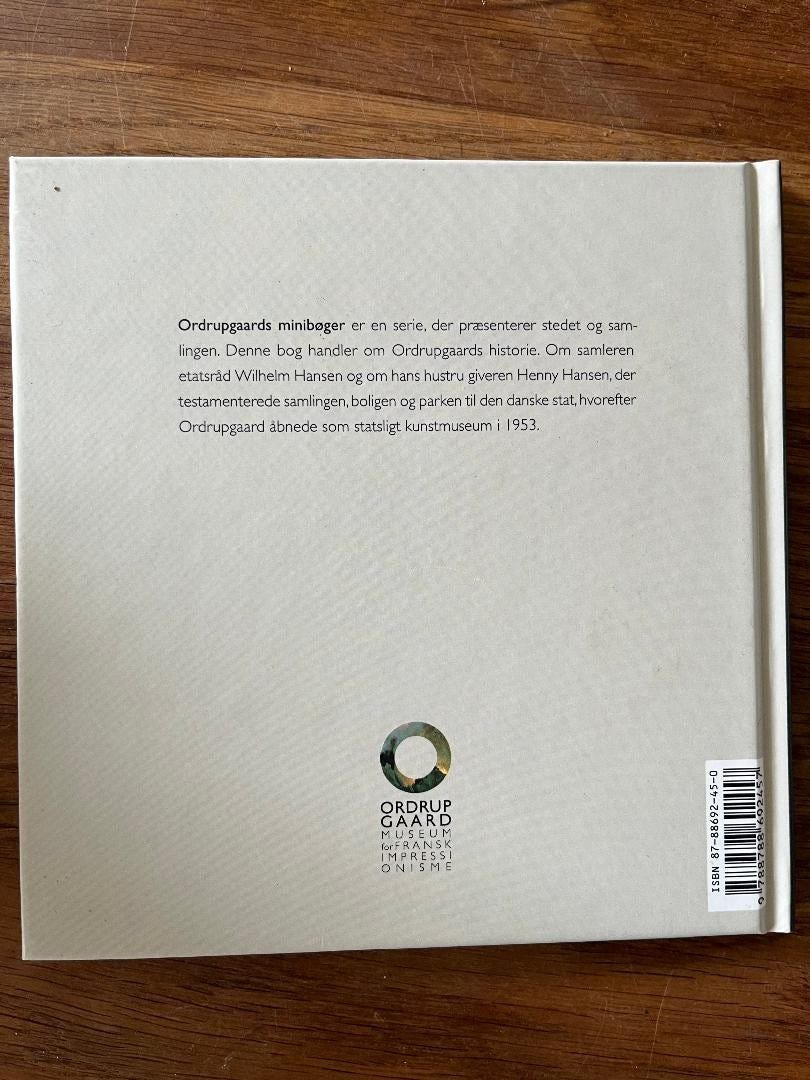 Ordrupgaards minibøger er en serie, der præsenterer stedet og sam-
lingen. Denne bog handler om Ordrupgaards historie. Om samleren
etatsråd Wilhelm Hansen og om hans hustru giveren Henny Hansen, der
testamenterede samlingen, boligen og parken til den danske stat, hvorefter
Ordrupgaard åbnede som statsligt kunstmuseum i 1953.
ORDRUP
GAARD
MUSEUM
for FRANSK
IMPRESSI
ONISME
ISBN 87-88692-45-0
9 788788 692457